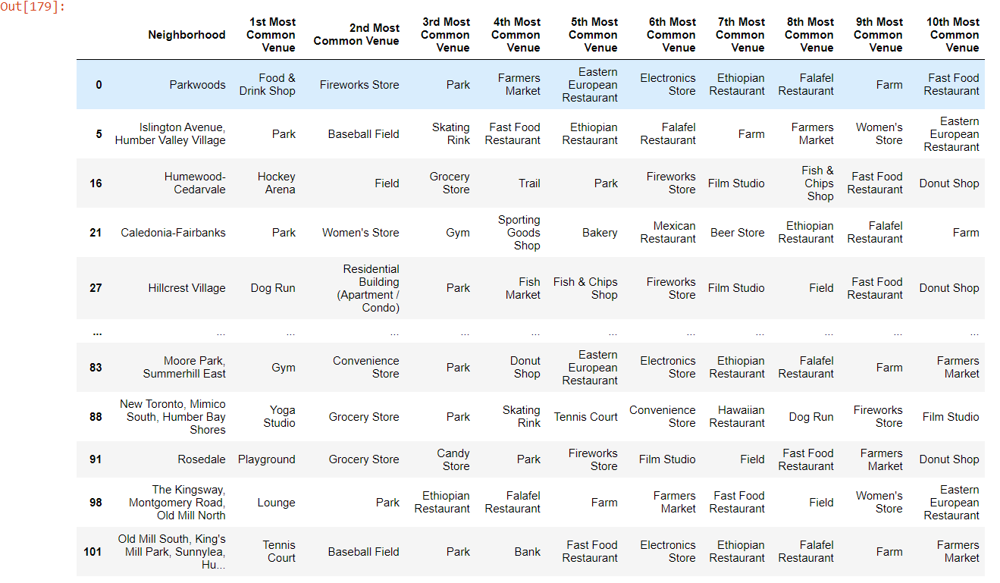 Out[179]:
Neighborhood 1st Most Common Venue 2nd Most Common Venue 3rd Most Common Venue 4th Most Common Venue 5th Most Common Venue 6th Most Common Venue 7th Most Common Venue 8th Most Common Venue 9th Most Common Venue 10th Most Common Venue
0 Parkwoods Food & Drink Shop Fireworks Store Park Farmers Market Eastern European Restaurant Electronics Store Ethiopian Restaurant Falafel Restaurant Farm Fast Food Restaurant
5 Islington Avenue, Humber Valley Village Park Baseball Field Skating Rink Fast Food Restaurant Ethiopian Restaurant Falafel Restaurant Farm Farmers Market Women's Store Eastern European Restaurant
16 Humewood-Cedarvale Hockey Arena Field Grocery Store Trail Park Fireworks Store Film Studio Fish & Chips Shop Fast Food Restaurant Donut Shop
21 Caledonia-Fairbanks Park Women's Store Gym Sporting Goods Shop Bakery Mexican Restaurant Beer Store Ethiopian Restaurant Falafel Restaurant Farm
27 Hillcrest Village Dog Run Residential Building (Apartment / Condo) Park Fish Market Fish & Chips Shop Fireworks Store Film Studio Field Fast Food Restaurant Donut Shop
... ... ... ... ... ... ... ... ... ... ... ...
83 Moore Park, Summerhill East Gym Convenience Store Park Donut Shop Eastern European Restaurant Electronics Store Ethiopian Restaurant Falafel Restaurant Farm Farmers Market
88 New Toronto, Mimico South, Humber Bay Shores Yoga Studio Grocery Store Park Skating Rink Tennis Court Convenience Store Hawaiian Restaurant Dog Run Fireworks Store Film Studio
91 Rosedale Playground Grocery Store Candy Store Park Fireworks Store Film Studio Field Fast Food Restaurant Farmers Market Donut Shop
98 The Kingsway, Montgomery Road, Old Mill North Lounge Park Ethiopian Restaurant Falafel Restaurant Farm Farmers Market Fast Food Restaurant Field Women's Store Eastern European Restaurant
101 Old Mill South, King's Mill Park, Sunnylea, Hu... Tennis Court Baseball Field Park Bank Fast Food Restaurant Electronics Store Ethiopian Restaurant Falafel Restaurant Farm Farmers Market